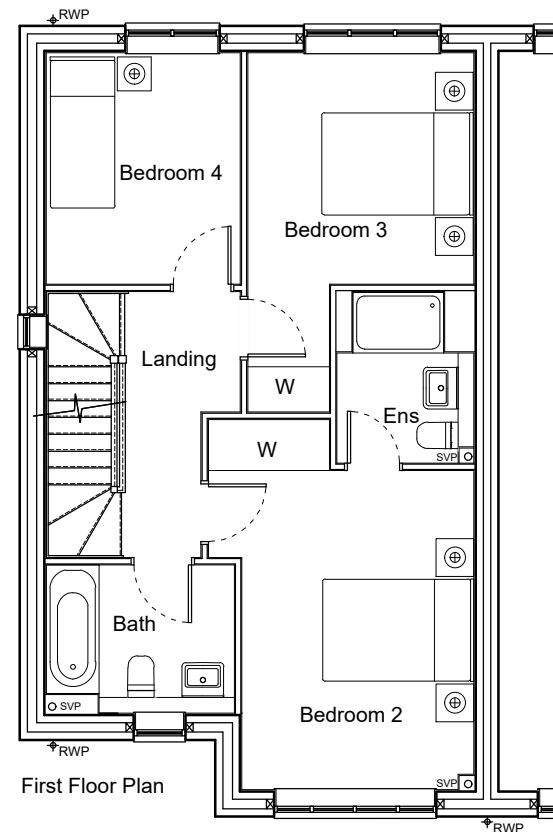 RWP
Bedroom 4
Bedroom 3
Landing
W
Ens
W
SVP
Bath
SVP
Bedroom 2
RWP
First Floor Plan
SVP
RWP